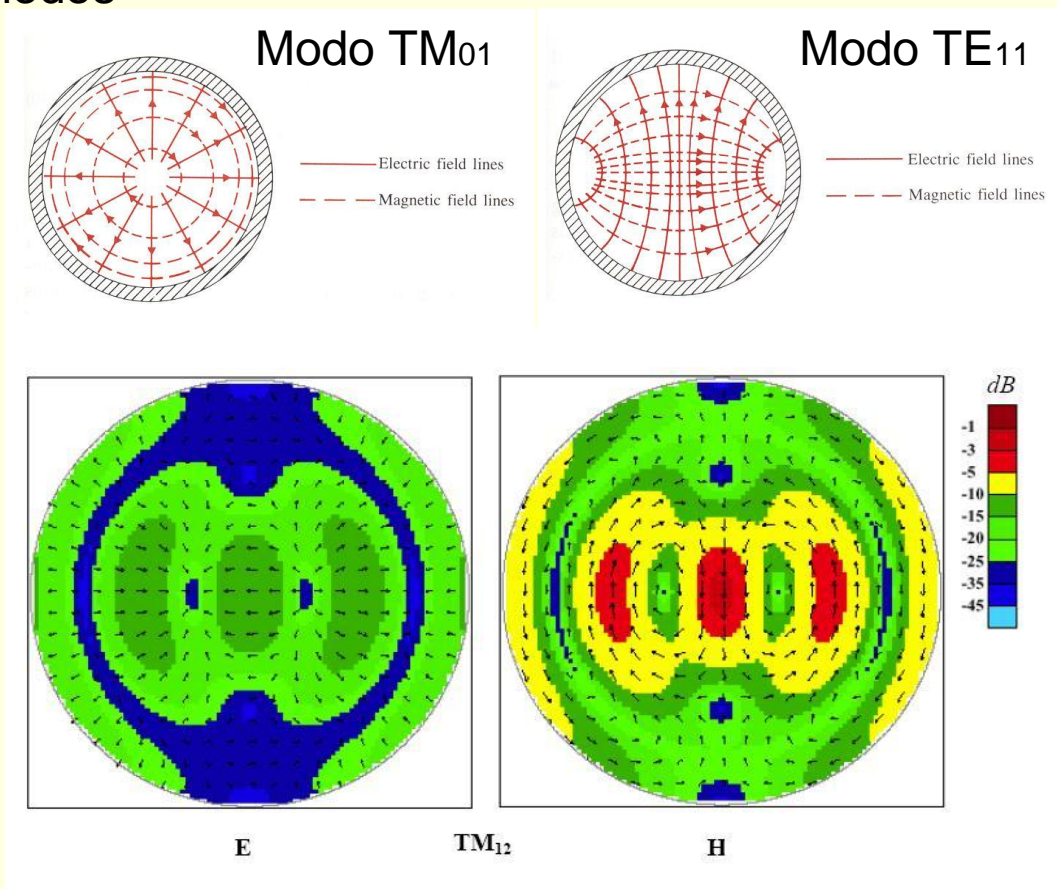 Modo TM01
Modo TE11
Electric field lines
Magnetic field lines
Electric field lines
Magnetic field lines
dB
-1
-3
-5
-10
-15
-20
-25
-35
-45
E
TM12
H